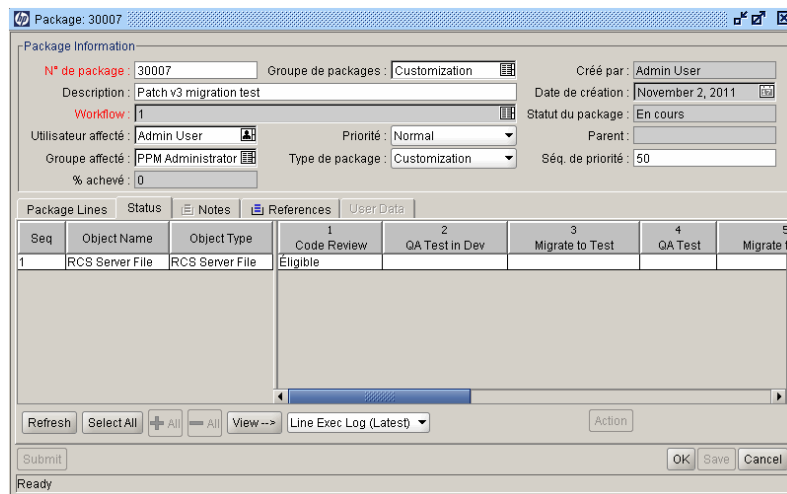 Package: 30007
Package Information
N° de package : 30007 Groupe de packages : Customization Créé par : Admin User
Description : Patch v3 migration test Date de création : November 2, 2011
Workflow : 1 Statut du package : En cours
Utilisateur affecté : Admin User Priorité : Normal Parent :
Groupe affecté : PPM Administrator Type de package : Customization Séq. de priorité : 50
% achevé : 0
Package Lines Status Notes References User Data
Seq Object Name Object Type 1 Code Review 2 QA Test in Dev 3 Migrate to Test 4 QA Test 5 Migrate
1 RCS Server File RCS Server File Éligible
Refresh Select All All All View --> Line Exec Log (Latest) Action
Submit OK Save Cancel
Ready